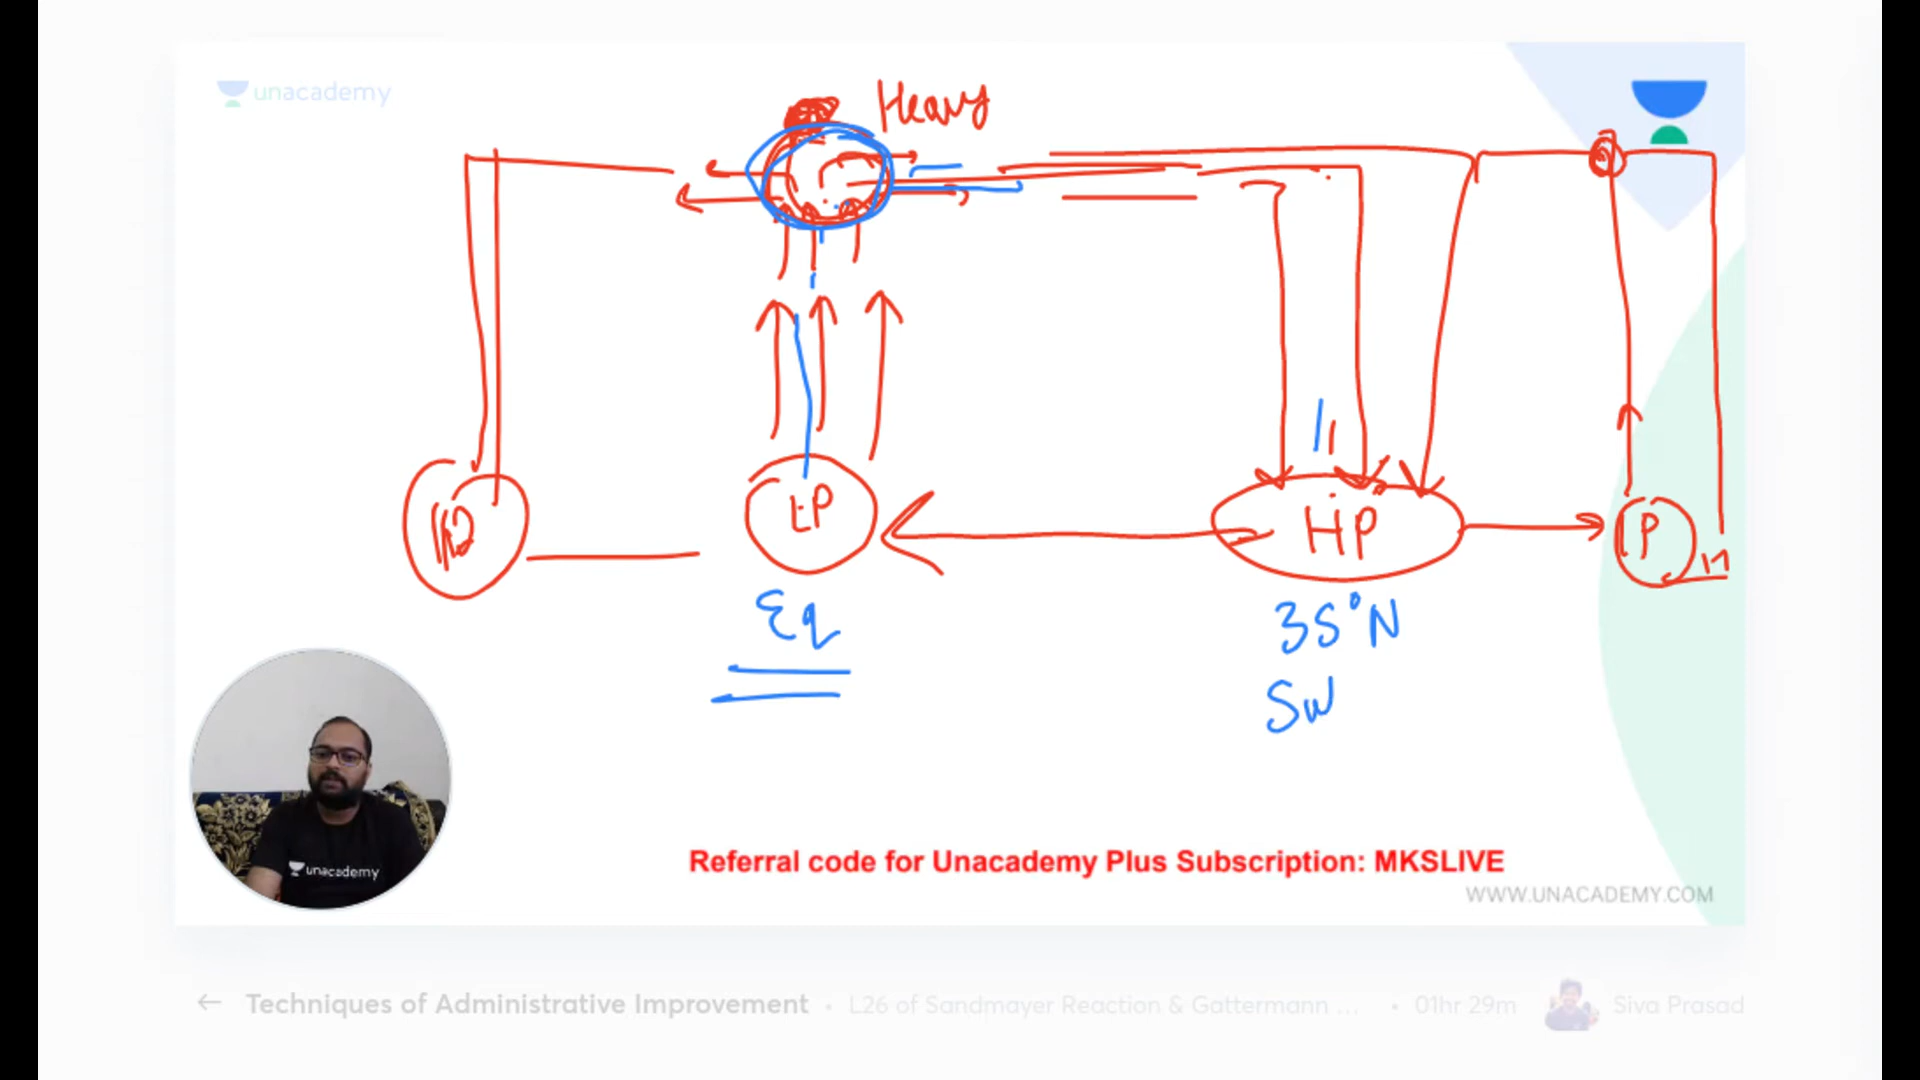 unacademy
Heavy
LP
HP
P
Eq
35°N
SW
unacademy
Referral code for Unacademy Plus Subscription: MKSLIVE
WWW.UNACADEMY.COM
← Techniques of Administrative Improvement • L26 of Sandmayer Reaction & Gattermann ... • 01hr 29m Siva Prasad